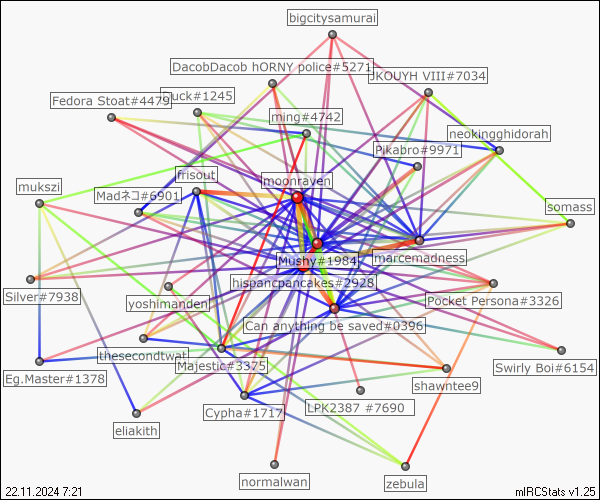 bigcitysamurai
DacobDacob hORNY police#5271
JKOUYH VIII#7034
Fedora Stoat#4479
uck#1245
ming#4742
neokingghidorah
Pikabro#9971
frisout
moonraven
mukszi
Madネコ#6901
somass
Mushy#1984
marcemadness
hispancpancakes#2928
Silver#7938
yoshimanden
Pocket Persona#3326
Can anything be saved#0396
thesecondtwat
Majestic#3375
Swirly Boi#6154
Eg.Master#1378
shawntee9
Cypha#1717
LPK2387 #7690
eliakith
normalwan
zebula
22.11.2024 7:21
mIRCStats v1.25